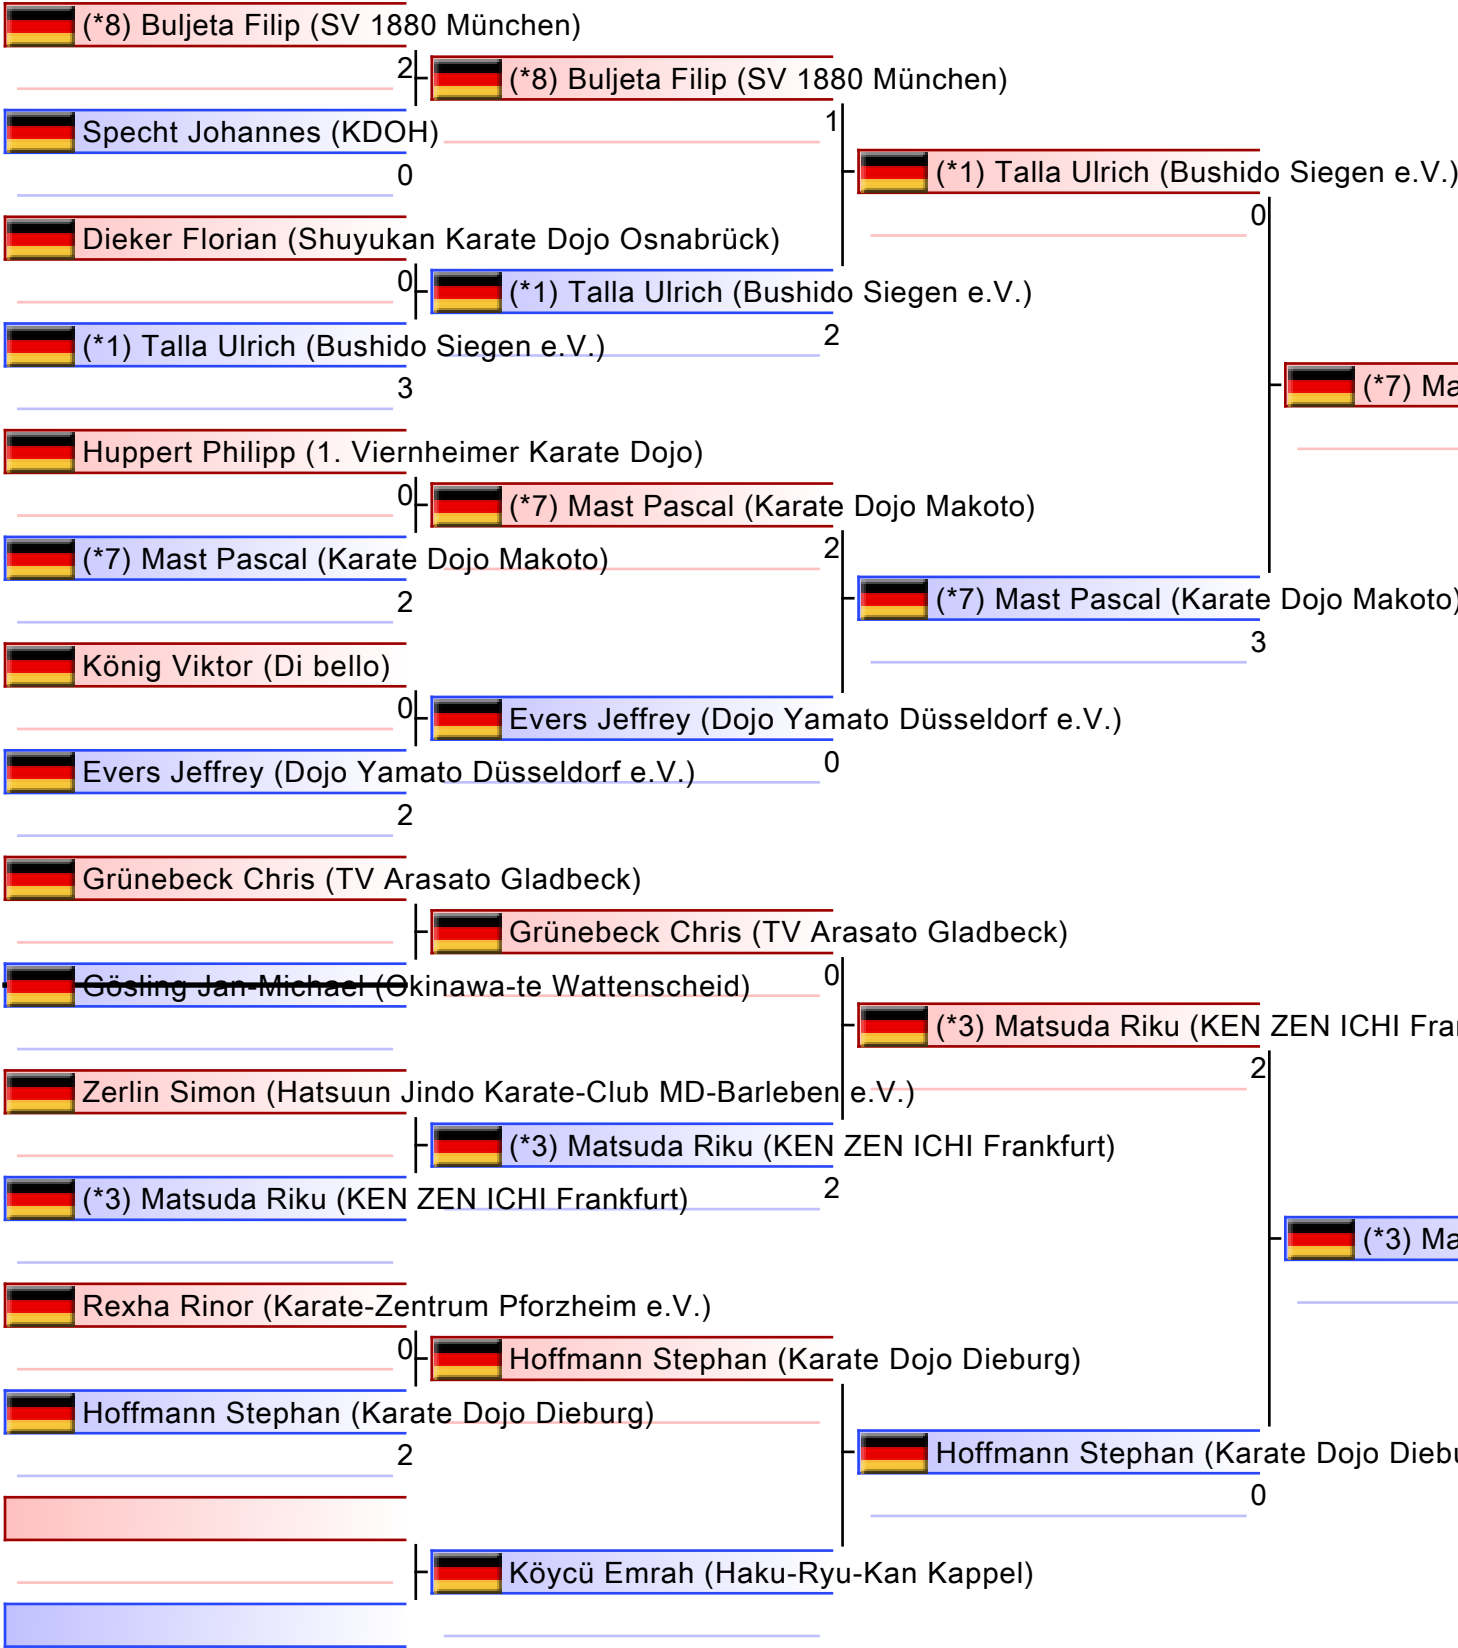 (*8) Buljeta Filip (SV 1880 München)
2
(*8) Buljeta Filip (SV 1880 München)
Specht Johannes (KDOH)
0
1
(*1) Talla Ulrich (Bushido Siegen e.V.)
0
Dieker Florian (Shuyukan Karate Dojo Osnabrück)
0
(*1) Talla Ulrich (Bushido Siegen e.V.)
2
(*1) Talla Ulrich (Bushido Siegen e.V.)
3
(*7) Ma
Huppert Philipp (1. Viernheimer Karate Dojo)
0
(*7) Mast Pascal (Karate Dojo Makoto)
2
(*7) Mast Pascal (Karate Dojo Makoto)
2
(*7) Mast Pascal (Karate Dojo Makoto)
3
König Viktor (Di bello)
0
Evers Jeffrey (Dojo Yamato Düsseldorf e.V.)
0
Evers Jeffrey (Dojo Yamato Düsseldorf e.V.)
2
Grünebeck Chris (TV Arasato Gladbeck)
Grünebeck Chris (TV Arasato Gladbeck)
0
Gösling Jan-Michael (Okinawa-te Wattenscheid)
(*3) Matsuda Riku (KEN ZEN ICHI Fra
2
Zerlin Simon (Hatsuun Jindo Karate-Club MD-Barleben e.V.)
(*3) Matsuda Riku (KEN ZEN ICHI Frankfurt)
2
(*3) Matsuda Riku (KEN ZEN ICHI Frankfurt)
(*3) Ma
Rexha Rinor (Karate-Zentrum Pforzheim e.V.)
0
Hoffmann Stephan (Karate Dojo Dieburg)
Hoffmann Stephan (Karate Dojo Dieburg)
2
Hoffmann Stephan (Karate Dojo Diebu
0
Köycü Emrah (Haku-Ryu-Kan Kappel)